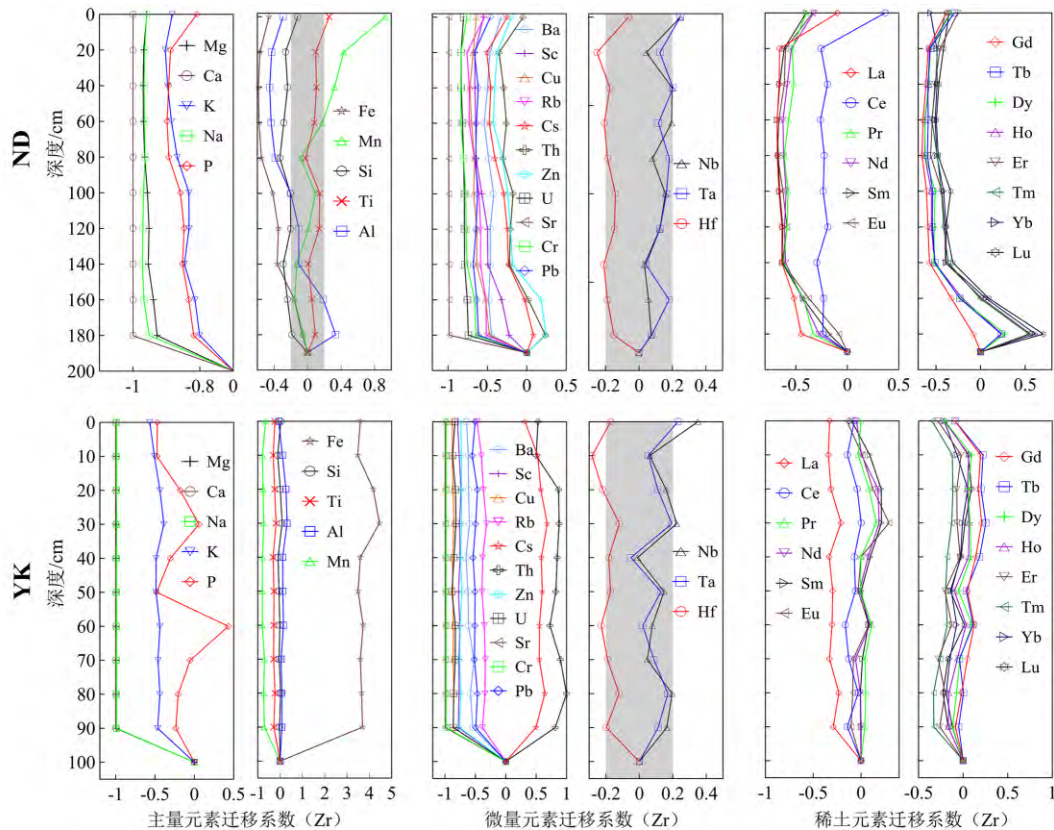 ND
深度/cm
0
20
40
60
80
100
120
140
160
180
200
Mg
Ca
K
Na
P
-1
-0.5
0
Fe
Mn
Si
Ti
Al
-0.4
0
0.4
0.8
Ba
Sc
Cu
Rb
Cs
Th
Zn
U
Sr
Cr
Pb
-1
-0.5
0
Nb
Ta
Hf
-0.4
-0.2
0
0.2
0.4
La
Ce
Pr
Nd
Sm
Eu
-0.5
0
0.5
Gd
Tb
Dy
Ho
Er
Tm
Yb
Lu
-0.5
0
0.5
YK
深度/cm
0
10
20
30
40
50
60
70
80
90
100
Mg
Ca
Na
K
P
-1
-0.5
0
0.5
Fe
Si
Ti
Al
Mn
-1
0
1
2
3
4
5
Ba
Sc
Cu
Rb
Cs
Th
Zn
U
Sr
Cr
Pb
-1
-0.5
0
0.5
1
Nb
Ta
Hf
-0.2
0
0.2
0.4
La
Ce
Pr
Nd
Sm
Eu
-1
-0.5
0
Gd
Tb
Dy
Ho
Er
Tm
Yb
Lu
-0.5
0
0.5
1
主量元素迁移系数（Zr）
微量元素迁移系数（Zr）
稀土元素迁移系数（Zr）